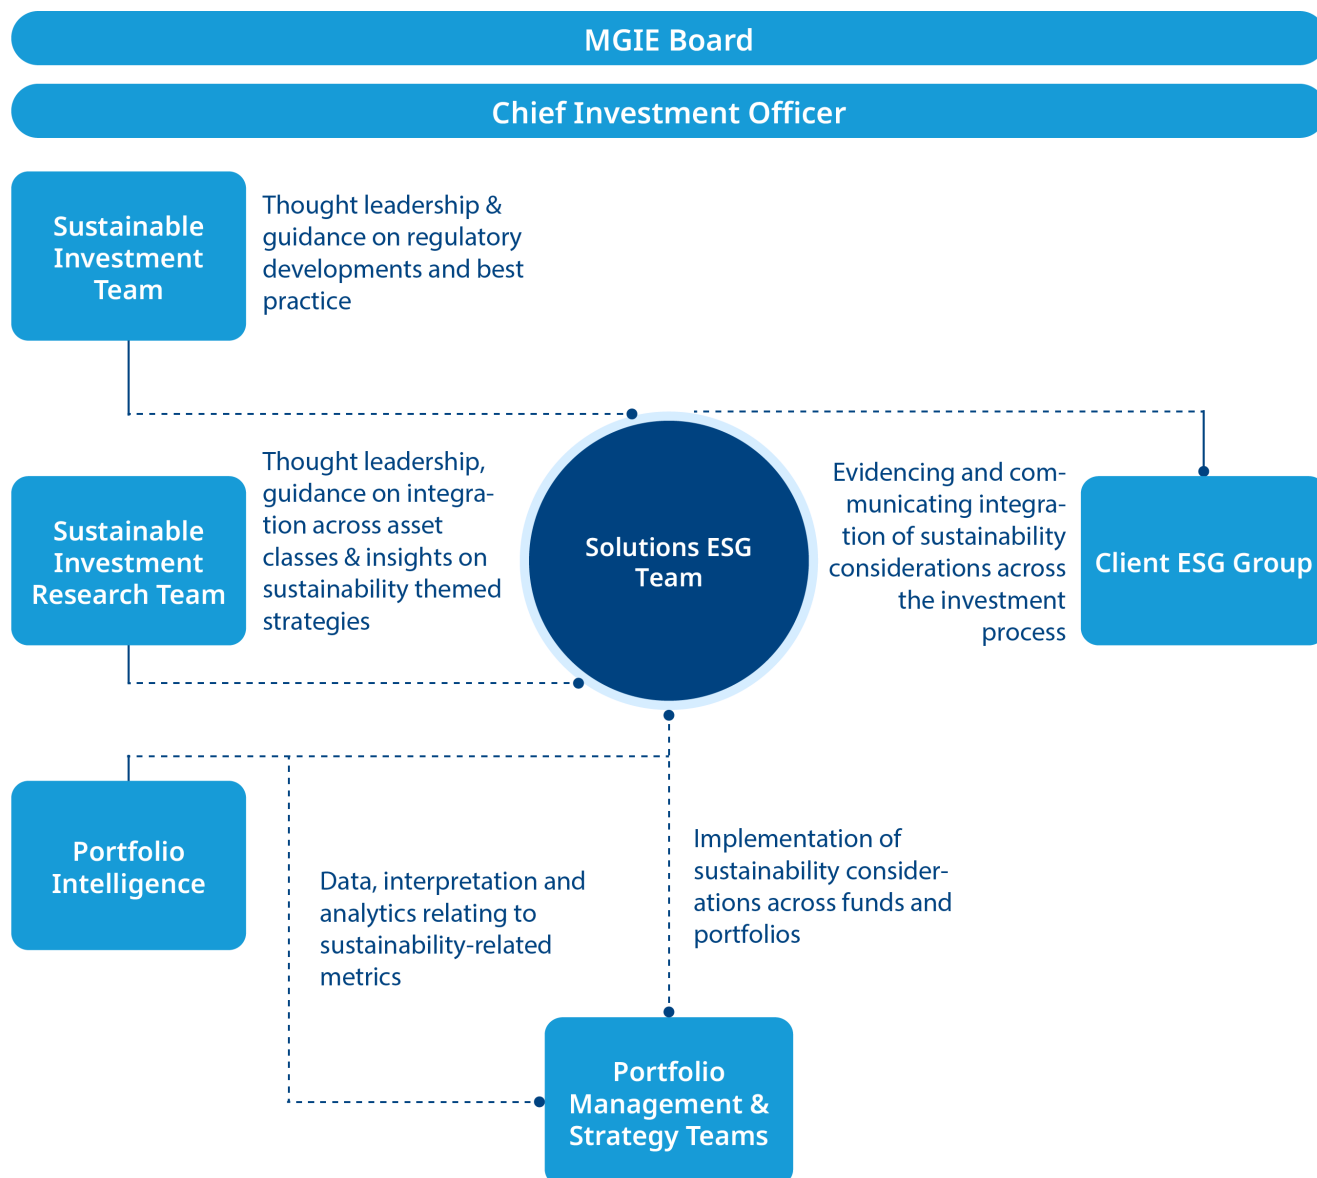 MGIE Board
Chief Investment Officer
Sustainable
Investment
Team
Thought leadership &
guidance on regulatory
developments and best
practice
Sustainable
Investment
Research Team
Thought leadership,
guidance on integra-
tion across asset
classes & insights on
sustainability themed
strategies
Solutions ESG
Team
Evidencing and com-
municating integra-
tion of sustainability
considerations across
the investment
process
Client ESG Group
Portfolio
Intelligence
Data, interpretation and
analytics relating to
sustainability-related
metrics
Implementation of
sustainability consider-
ations across funds and
portfolios
Portfolio
Management &
Strategy Teams